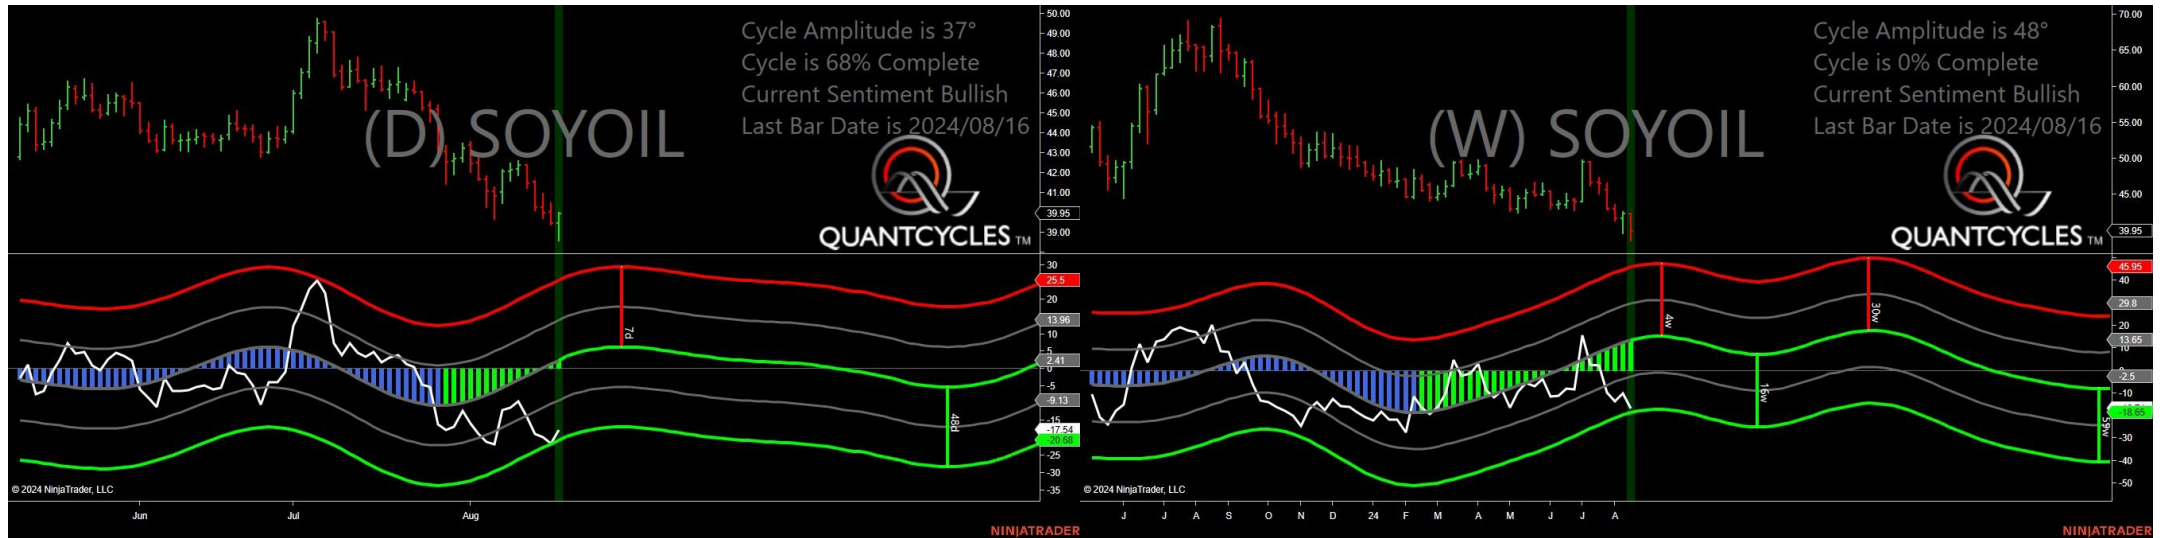 Cycle Amplitude is 37°
Cycle is 68% Complete
Current Sentiment Bullish
Last Bar Date is 2024/08/16
(D) SOYOIL
QUANTCYCLES TM
50.00
49.00
48.00
47.00
46.00
45.00
44.00
43.00
42.00
41.00
39.95
39.00
30
25.5
20
13.96
10
5
2.41
0
-5
-9.13
-15
-17.54
-20.68
-25
-30
-35
7d
48d
© 2024 NinjaTrader, LLC
Jun Jul Aug
NINJATRADER
Cycle Amplitude is 48°
Cycle is 0% Complete
Current Sentiment Bullish
Last Bar Date is 2024/08/16
(W) SOYOIL
QUANTCYCLES TM
70.00
65.00
60.00
55.00
50.00
45.00
39.95
45.95
40
29.8
20
13.65
10
-2.5
-10
-18.65
-30
-40
-50
4w
16w
30w
59w
© 2024 NinjaTrader, LLC
J J A S O N D 24 F M A M J J A
NINJATRADER